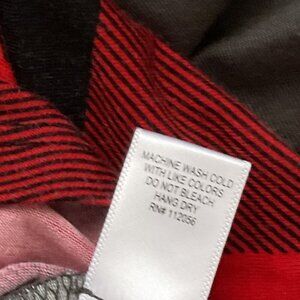 MACHINE WASH COLD
WITH LIKE COLORS
DO NOT BLEACH
HANG DRY
RN# 112056